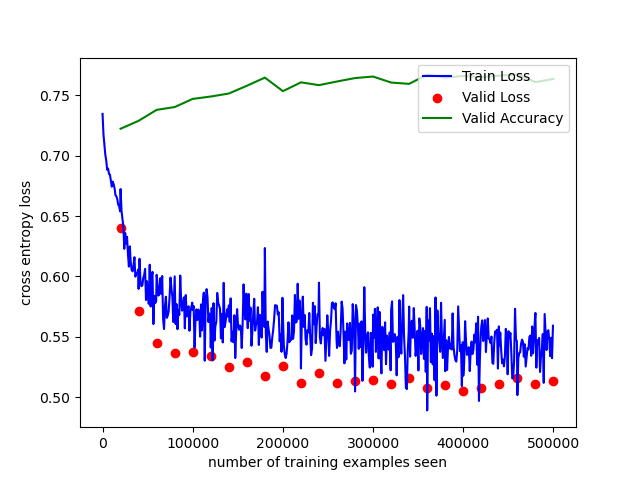 Train Loss
Valid Loss
Valid Accuracy
0.75
0.70
0.65
0.60
0.55
0.50
cross entropy loss
0 100000 200000 300000 400000 500000
number of training examples seen